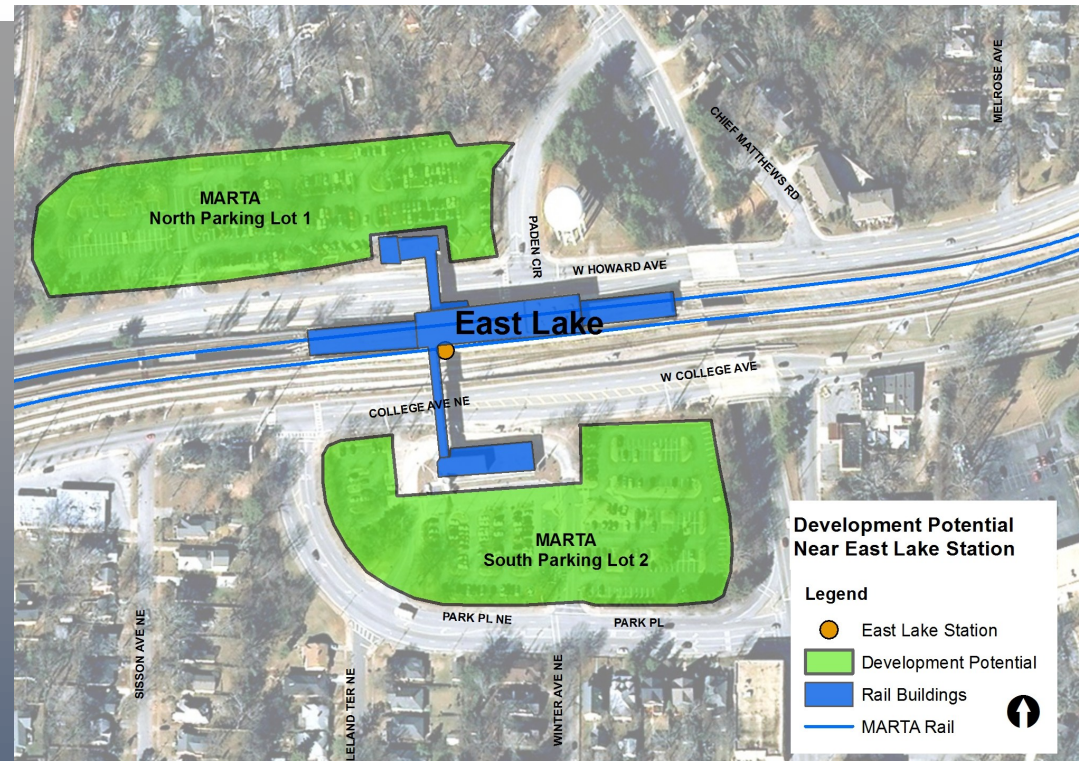 MELROSE AVE
CHIEF MATTHEWS RD
MARTA
North Parking Lot 1
PADEN CIR
W HOWARD AVE
East Lake
W COLLEGE AVE
COLLEGE AVE NE
MARTA
South Parking Lot 2
PARK PL NE
PARK PL
SISSON AVE NE
LELAND TER NE
WINTER AVE NE
Development Potential
Near East Lake Station
Legend
East Lake Station
Development Potential
Rail Buildings
MARTA Rail